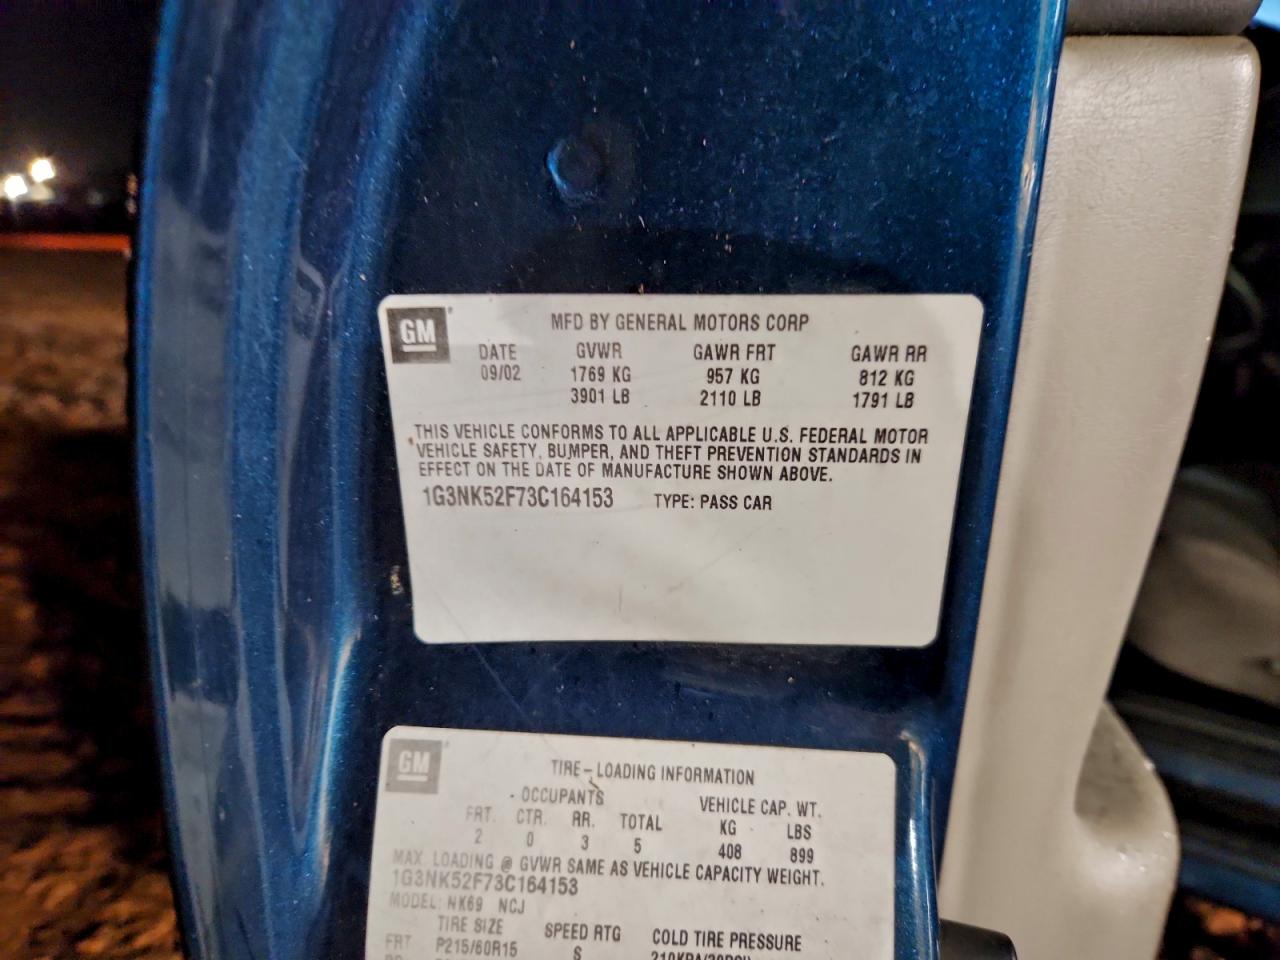 GM
MFD BY GENERAL MOTORS CORP
DATE GVWR GAWR FRT GAWR RR
09/02 1769 KG 957 KG 812 KG
3901 LB 2110 LB 1791 LB
THIS VEHICLE CONFORMS TO ALL APPLICABLE U.S. FEDERAL MOTOR
VEHICLE SAFETY, BUMPER, AND THEFT PREVENTION STANDARDS IN
EFFECT ON THE DATE OF MANUFACTURE SHOWN ABOVE.
1G3NK52F73C164153 TYPE: PASS CAR
GM
TIRE-LOADING INFORMATION
OCCUPANTS VEHICLE CAP. WT.
FRT. CTR. RR. TOTAL KG LBS
2 0 3 5 408 899
MAX. LOADING @ GVWR SAME AS VEHICLE CAPACITY WEIGHT.
1G3NK52F73C164153
MODEL: NK69 NCJ
TIRE SIZE SPEED RTG COLD TIRE PRESSURE
FRT P215/60R15 S